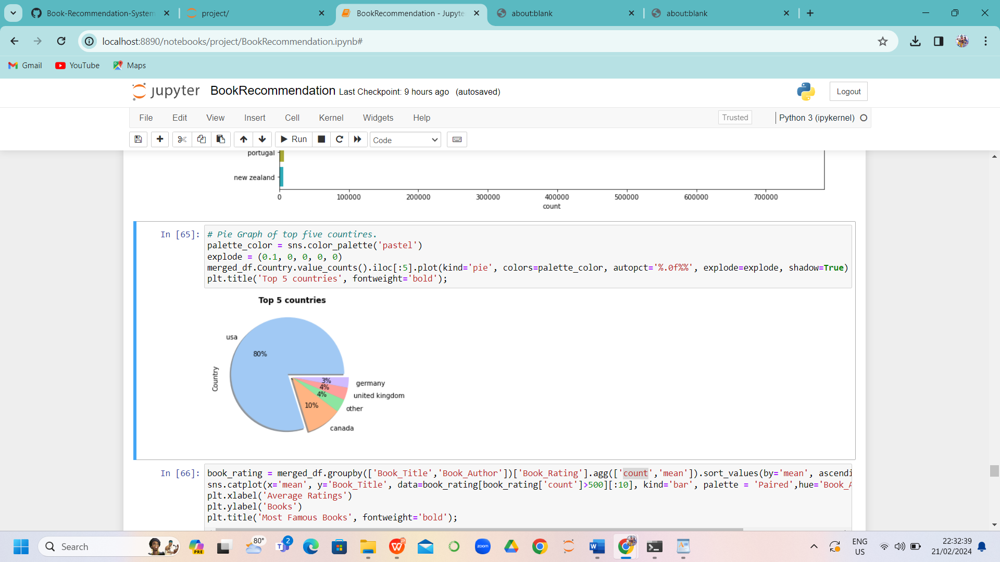 Book-Recommendation-System
project/
BookRecommendation - Jupyte
about:blank
about:blank
localhost:8890/notebooks/project/BookRecommendation.ipynb#
Gmail
YouTube
Maps
jupyter
BookRecommendation Last Checkpoint: 9 hours ago (autosaved)
Logout
File
Edit
View
Insert
Cell
Kernel
Widgets
Help
Trusted
Python 3 (ipykernel)
Run
Code
portugal
new zealand
0
100000
200000
300000
400000
500000
600000
700000
count
In [65]:
# Pie Graph of top five countires.
palette_color = sns.color_palette('pastel')
explode = (0.1, 0, 0, 0, 0)
merged_df.Country.value_counts().iloc[:5].plot(kind='pie', colors=palette_color, autopct='%.0f%%', explode=explode, shadow=True)
plt.title('Top 5 countries', fontweight='bold');
Top 5 countries
usa
80%
Country
3%
germany
4%
united kingdom
4%
other
10%
canada
In [66]:
book_rating = merged_df.groupby(['Book_Title','Book_Author'])['Book_Rating'].agg(['count','mean']).sort_values(by='mean', ascendi
sns.catplot(x='mean', y='Book_Title', data=book_rating[book_rating['count']>500][:10], kind='bar', palette = 'Paired',hue='Book_A
plt.xlabel('Average Ratings')
plt.ylabel('Books')
plt.title('Most Famous Books', fontweight='bold');
Search
PRE
80°
2
zoom
ENG
US
22:32:39
21/02/2024